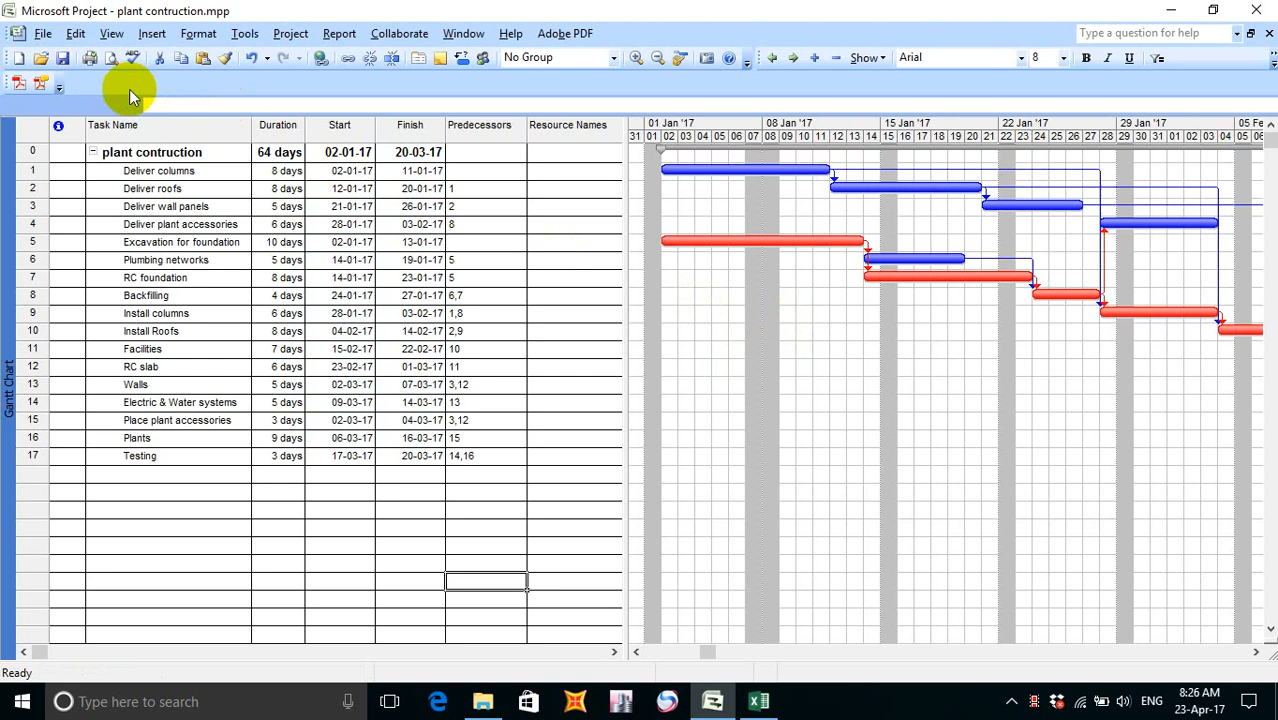 Microsoft Project - plant contruction.mpp
File Edit View Insert Format Tools Project Report Collaborate Window Help Adobe PDF Type a question for help
No Group Show Arial 8 B I U
Task Name Duration Start Finish Predecessors Resource Names 01 Jan '17 08 Jan '17 15 Jan '17 22 Jan '17 29 Jan '17 05 Fe
31 01 02 03 04 05 06 07 08 09 10 11 12 13 14 15 16 17 18 19 20 21 22 23 24 25 26 27 28 29 30 31 01 02 03 04 05 06
0 plant contruction 64 days 02-01-17 20-03-17
1 Deliver columns 8 days 02-01-17 11-01-17
2 Deliver roofs 8 days 12-01-17 20-01-17 1
3 Deliver wall panels 5 days 21-01-17 26-01-17 2
4 Deliver plant accessories 6 days 28-01-17 03-02-17 8
5 Excavation for foundation 10 days 02-01-17 13-01-17
6 Plumbing networks 5 days 14-01-17 19-01-17 5
7 RC foundation 8 days 14-01-17 23-01-17 5
8 Backfilling 4 days 24-01-17 27-01-17 6,7
9 Install columns 6 days 28-01-17 03-02-17 1,8
10 Install Roofs 8 days 04-02-17 14-02-17 2,9
11 Facilities 7 days 15-02-17 22-02-17 10
12 RC slab 6 days 23-02-17 01-03-17 11
13 Walls 5 days 02-03-17 07-03-17 3,12
14 Electric & Water systems 5 days 09-03-17 14-03-17 13
15 Place plant accessories 3 days 02-03-17 04-03-17 3,12
16 Plants 9 days 06-03-17 16-03-17 15
17 Testing 3 days 17-03-17 20-03-17 14,16
Gantt Chart
Ready
Type here to search ENG 8:26 AM
23-Apr-17